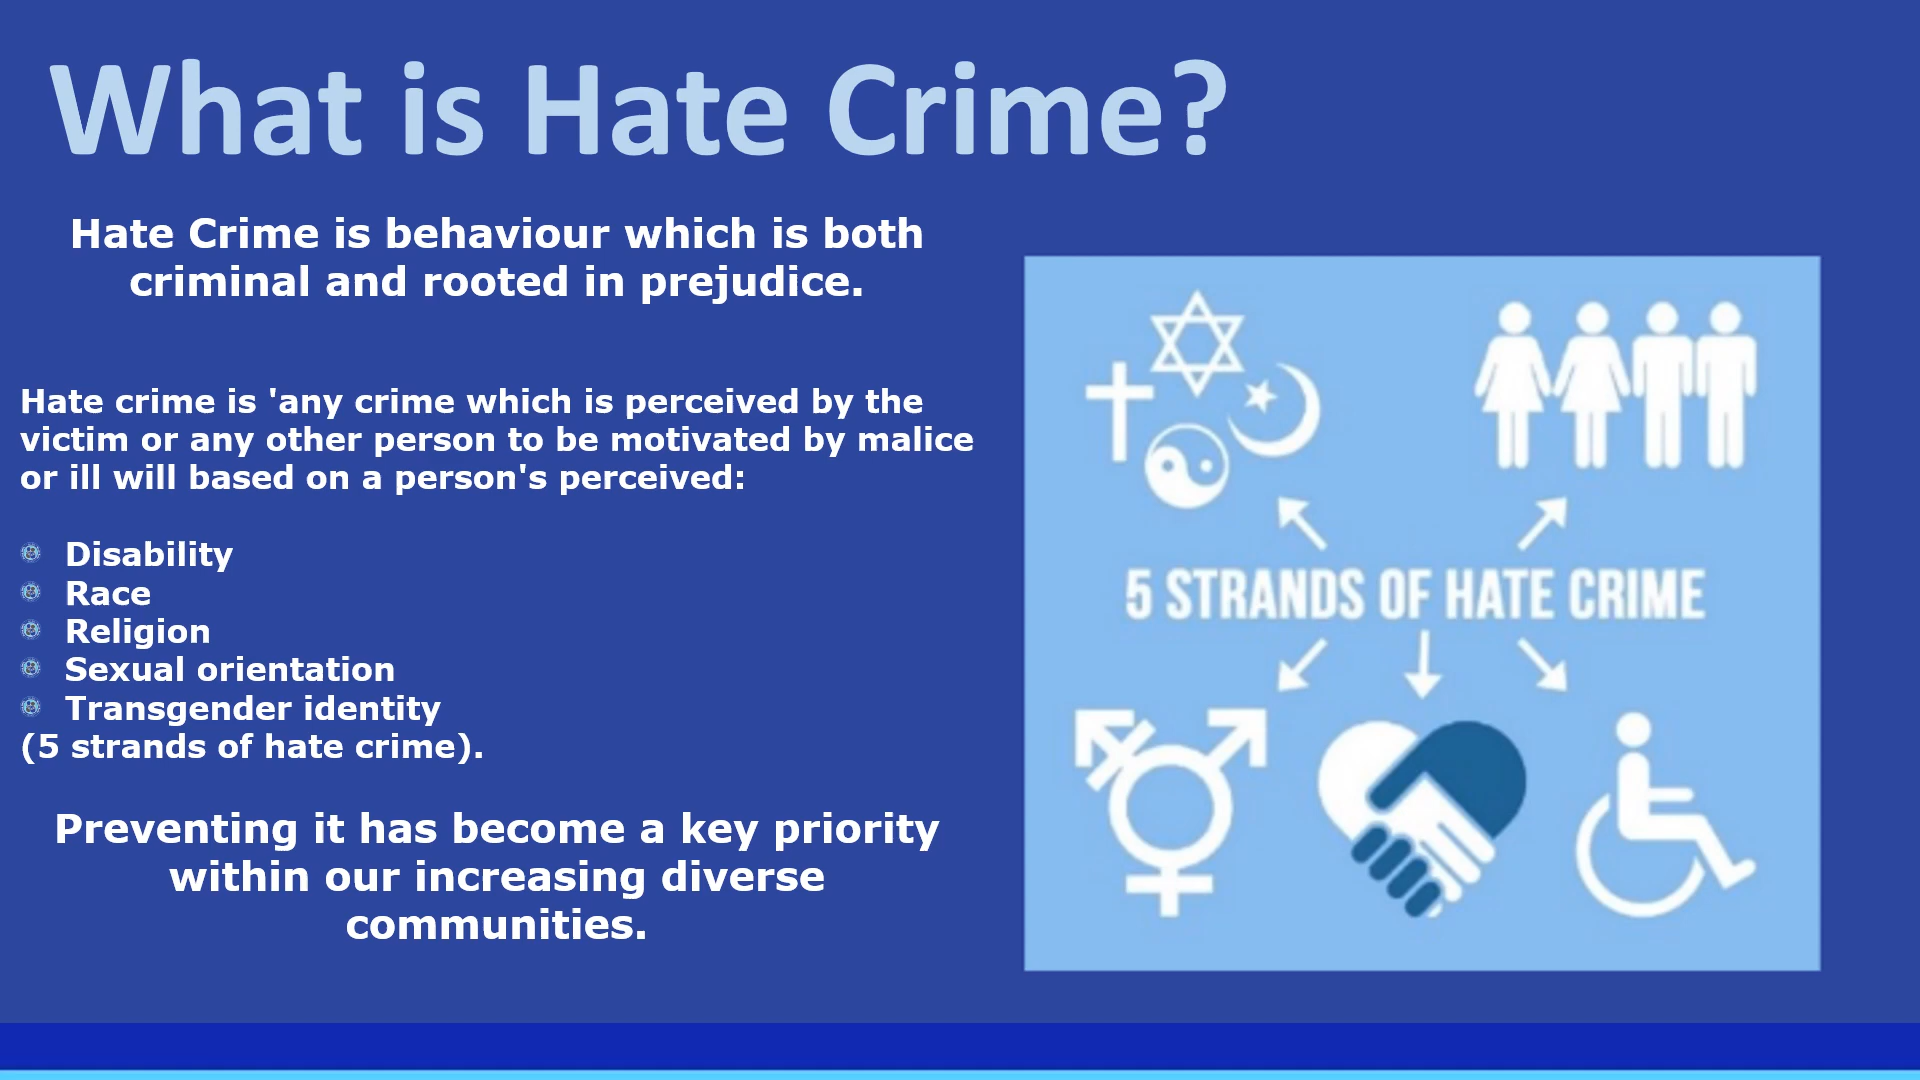 What is Hate Crime?
Hate Crime is behaviour which is both
criminal and rooted in prejudice.
Hate crime is 'any crime which is perceived by the
victim or any other person to be motivated by malice
or ill will based on a person's perceived:
Disability
Race
Religion
Sexual orientation
Transgender identity
(5 strands of hate crime).
Preventing it has become a key priority
within our increasing diverse
communities.
5 STRANDS OF HATE CRIME